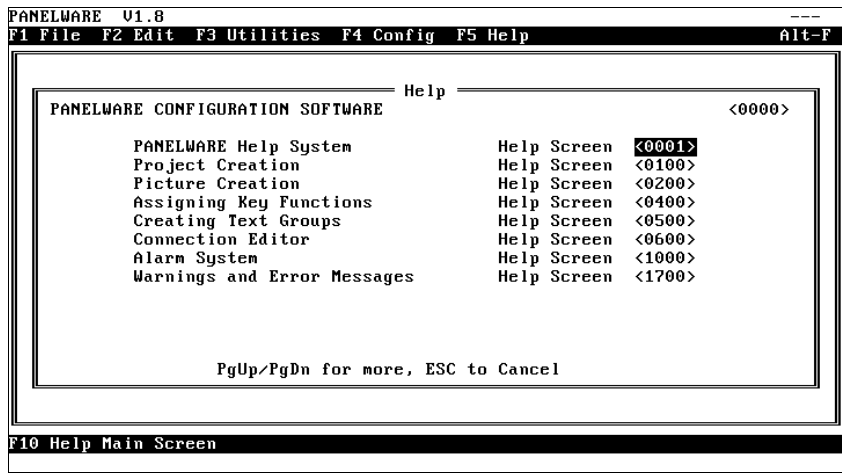 PANELWARE V1.8 ---
F1 File F2 Edit F3 Utilities F4 Config F5 Help Alt-F
Help
PANELWARE CONFIGURATION SOFTWARE <0000>
PANELWARE Help System Help Screen <0001>
Project Creation Help Screen <0100>
Picture Creation Help Screen <0200>
Assigning Key Functions Help Screen <0400>
Creating Text Groups Help Screen <0500>
Connection Editor Help Screen <0600>
Alarm System Help Screen <1000>
Warnings and Error Messages Help Screen <1700>
PgUp/PgDn for more, ESC to Cancel
F10 Help Main Screen